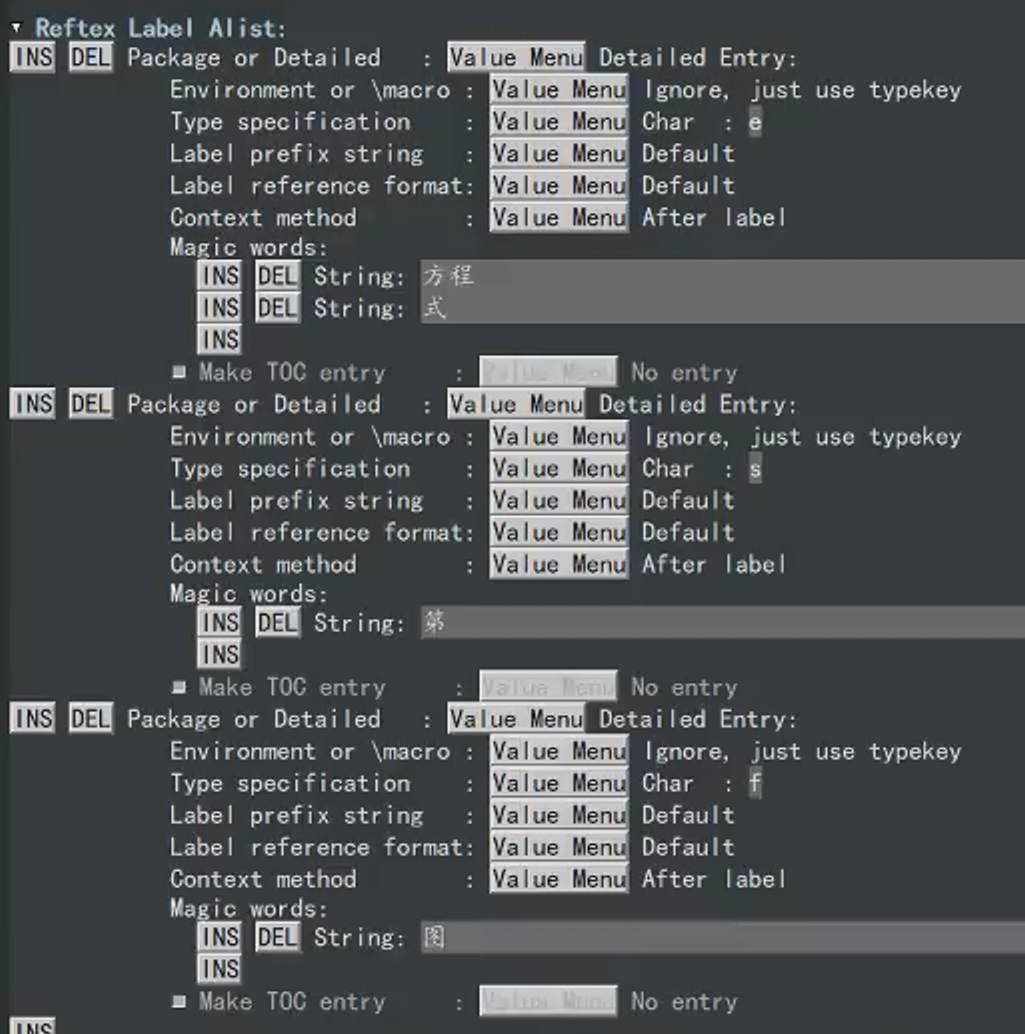 ▼ Reftex Label Alist:
INS DEL Package or Detailed : Value Menu Detailed Entry:
Environment or \macro : Value Menu Ignore, just use typekey
Type specification : Value Menu Char : e
Label prefix string : Value Menu Default
Label reference format: Value Menu Default
Context method : Value Menu After label
Magic words:
INS DEL String: 方程
INS DEL String: 式
INS
Make TOC entry : Value Menu No entry
INS DEL Package or Detailed : Value Menu Detailed Entry:
Environment or \macro : Value Menu Ignore, just use typekey
Type specification : Value Menu Char : s
Label prefix string : Value Menu Default
Label reference format: Value Menu Default
Context method : Value Menu After label
Magic words:
INS DEL String: 第
INS
Make TOC entry : Value Menu No entry
INS DEL Package or Detailed : Value Menu Detailed Entry:
Environment or \macro : Value Menu Ignore, just use typekey
Type specification : Value Menu Char : f
Label prefix string : Value Menu Default
Label reference format: Value Menu Default
Context method : Value Menu After label
Magic words:
INS DEL String: 图
INS
Make TOC entry : Value Menu No entry
INS